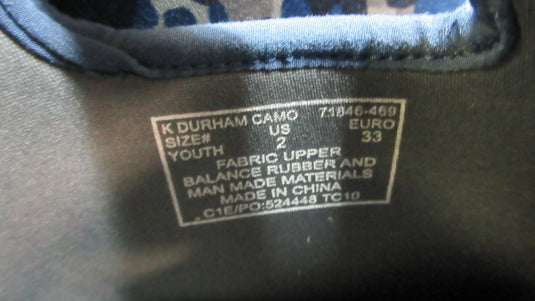 K DURHAM CAMO 71846-469
SIZE# US EURO
YOUTH 2 33
FABRIC UPPER
BALANCE RUBBER AND
MAN MADE MATERIALS
MADE IN CHINA
C1E/PO:524448 TC10